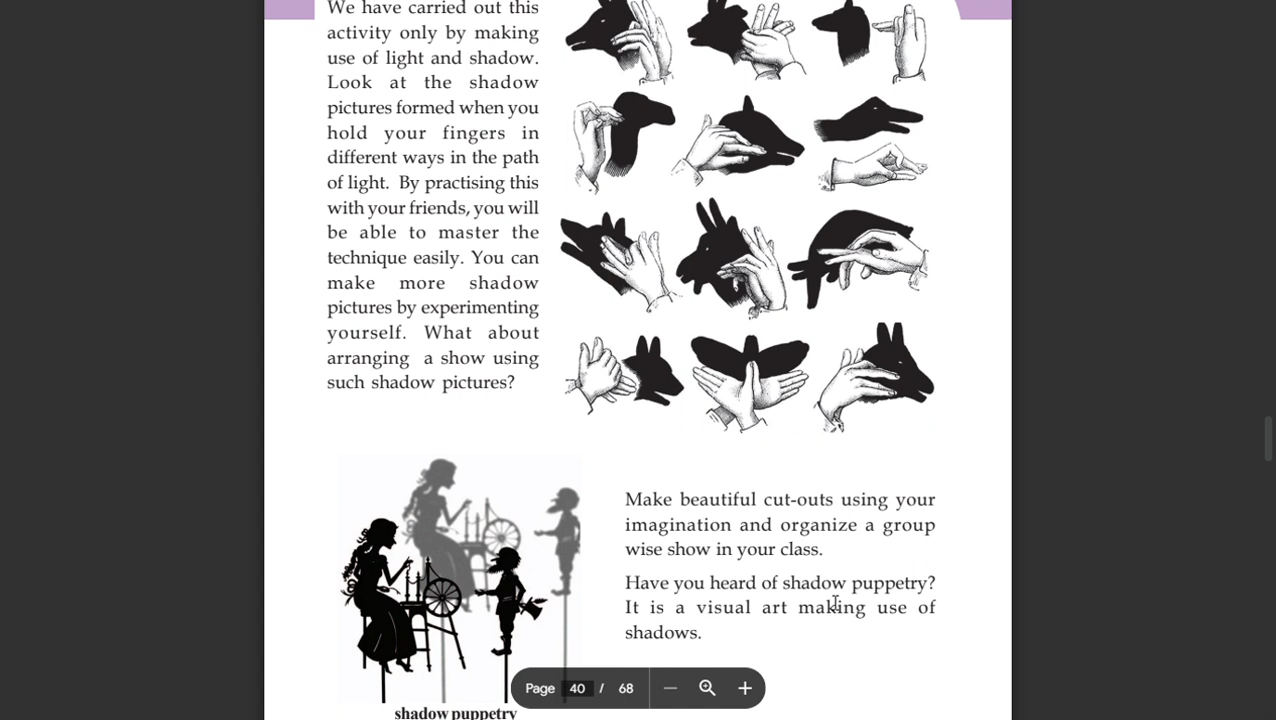 We have carried out this
activity only by making
use of light and shadow.
Look at the shadow
pictures formed when you
hold your fingers in
different ways in the path
of light. By practising this
with your friends, you will
be able to master the
technique easily. You can
make more shadow
pictures by experimenting
yourself. What about
arranging a show using
such shadow pictures?
Make beautiful cut-outs using your
imagination and organize a group
wise show in your class.
Have you heard of shadow puppetry?
It is a visual art making use of
shadows.
shadow puppetry
Page 40 / 68